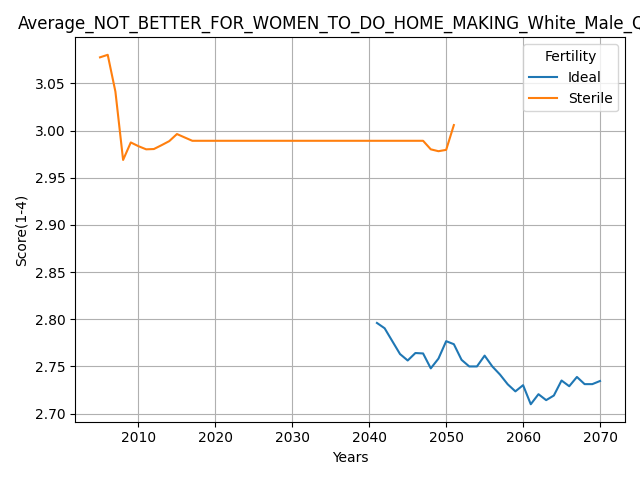 Average_NOT_BETTER_FOR_WOMEN_TO_DO_HOME_MAKING_White_Male_
Fertility
Ideal
Sterile
3.05
3.00
2.95
2.90
2.85
2.80
2.75
2.70
Score(1-4)
2010 2020 2030 2040 2050 2060 2070
Years